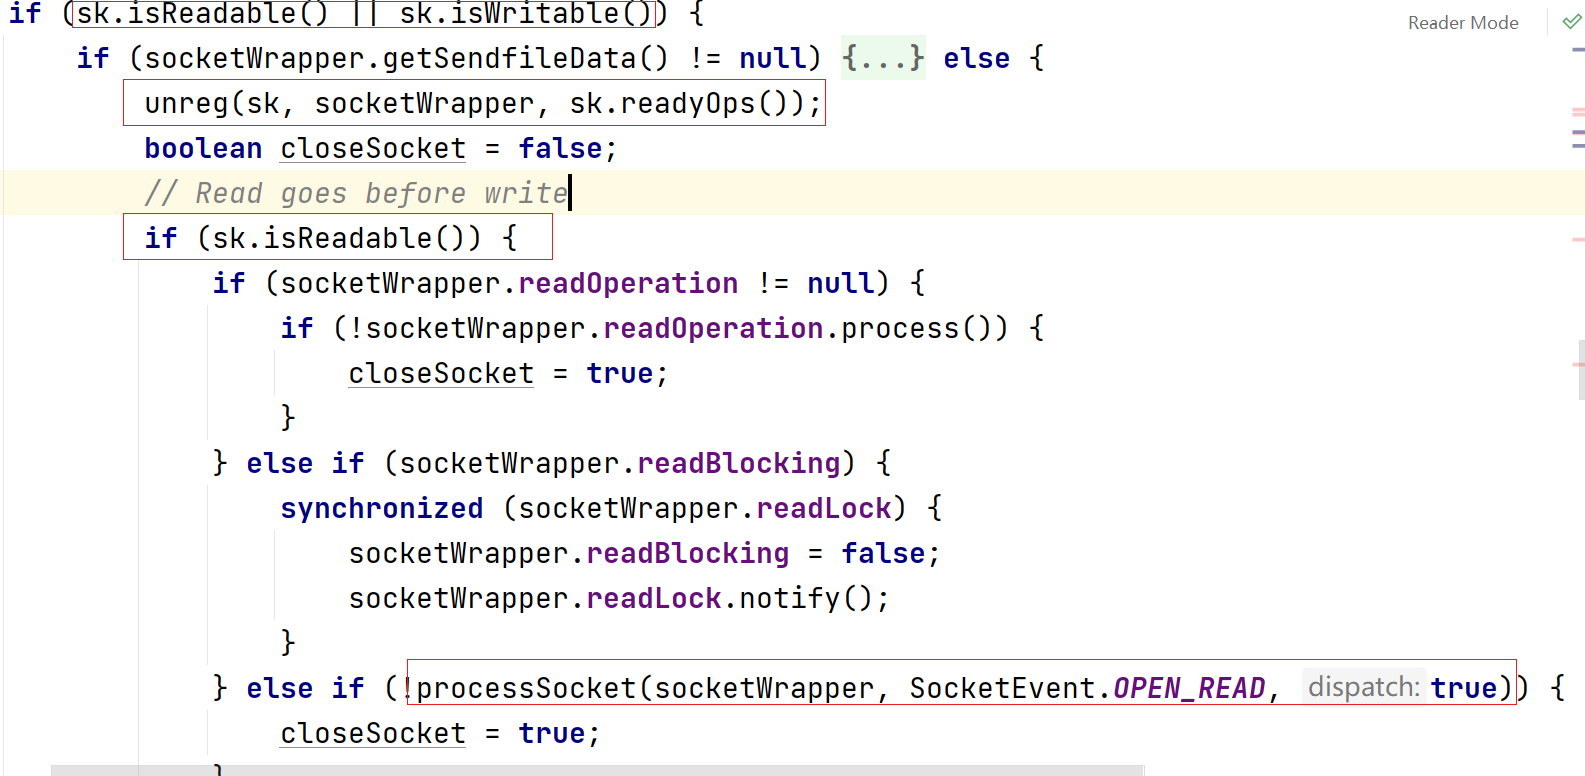 if (sk.isReadable() || sk.isWritable()) {
Reader Mode
if (socketWrapper.getSendfileData() != null) {...} else {
unreg(sk, socketWrapper, sk.readyOps());
boolean closeSocket = false;
// Read goes before write
if (sk.isReadable()) {
if (socketWrapper.readOperation != null) {
if (!socketWrapper.readOperation.process()) {
closeSocket = true;
}
} else if (socketWrapper.readBlocking) {
synchronized (socketWrapper.readLock) {
socketWrapper.readBlocking = false;
socketWrapper.readLock.notify();
}
} else if (!processSocket(socketWrapper, SocketEvent.OPEN_READ, dispatch: true)) {
closeSocket = true;
}